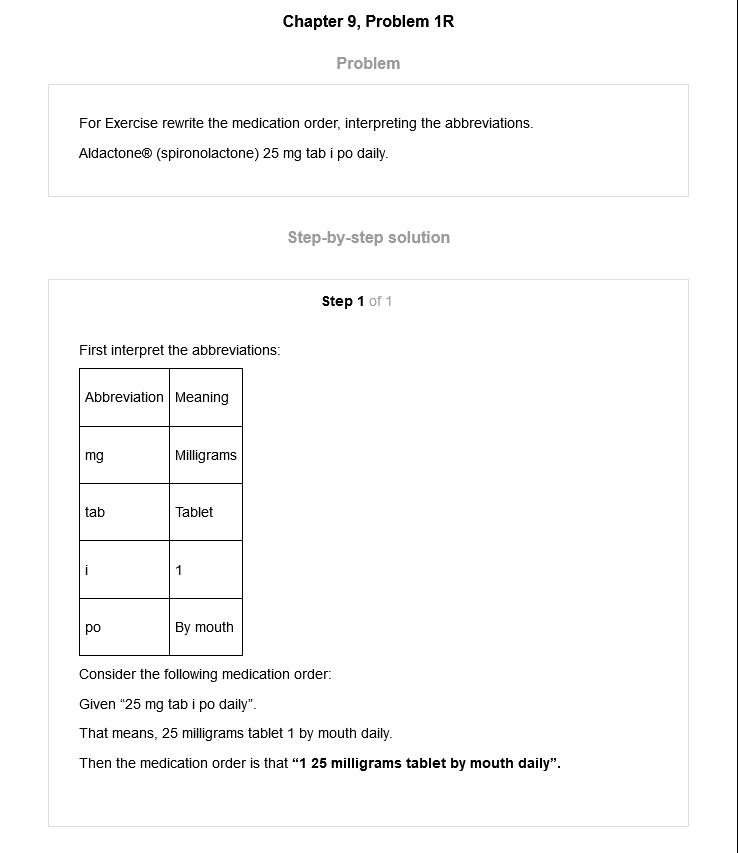 Chapter 9, Problem 1R
Problem
For Exercise rewrite the medication order, interpreting the abbreviations.
Aldactone® (spironolactone) 25 mg tab i po daily.
Step-by-step solution
Step 1 of 1
First interpret the abbreviations:
Abbreviation Meaning
mg Milligrams
tab Tablet
i 1
po By mouth
Consider the following medication order:
Given “25 mg tab i po daily”.
That means, 25 milligrams tablet 1 by mouth daily.
Then the medication order is that “1 25 milligrams tablet by mouth daily”.